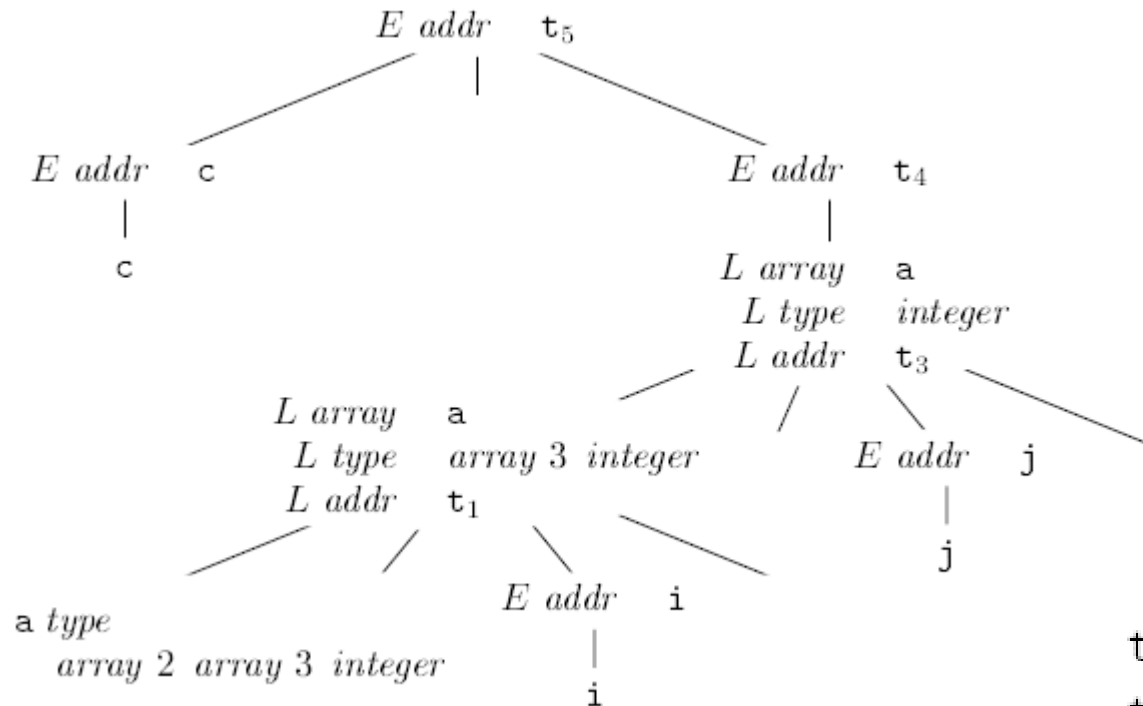 E addr t5
E addr c
E addr t4
c
L array a
L type integer
L addr t3
L array a
L type array 3 integer
L addr t1
E addr j
j
a type
array 2 array 3 integer
E addr i
i
t